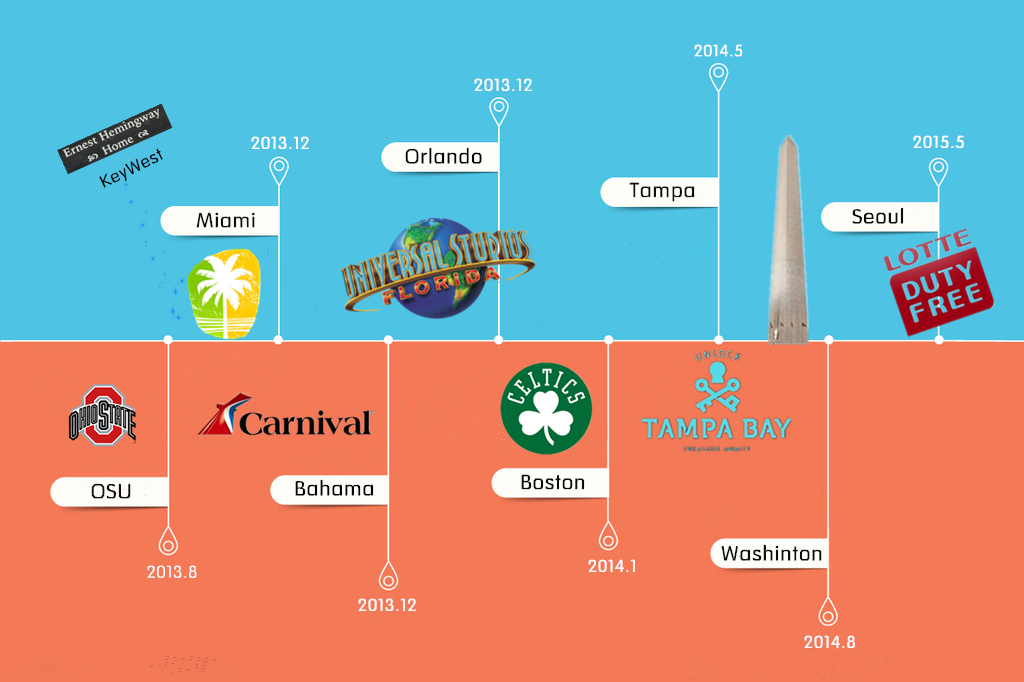 2014.5
2013.12
Orlando
Ernest Hemingway
Home
KeyWest
2013.12
Miami
Tampa
2015.5
Seoul
UNIVERSAL STUDIOS
FLORIDA
LOTTE
DUTY
FREE
OHIO STATE
OSU
2013.8
Carnival
Bahama
2013.12
CELTICS
Boston
2014.1
UNLOCK
TAMPA BAY
Washinton
2014.8